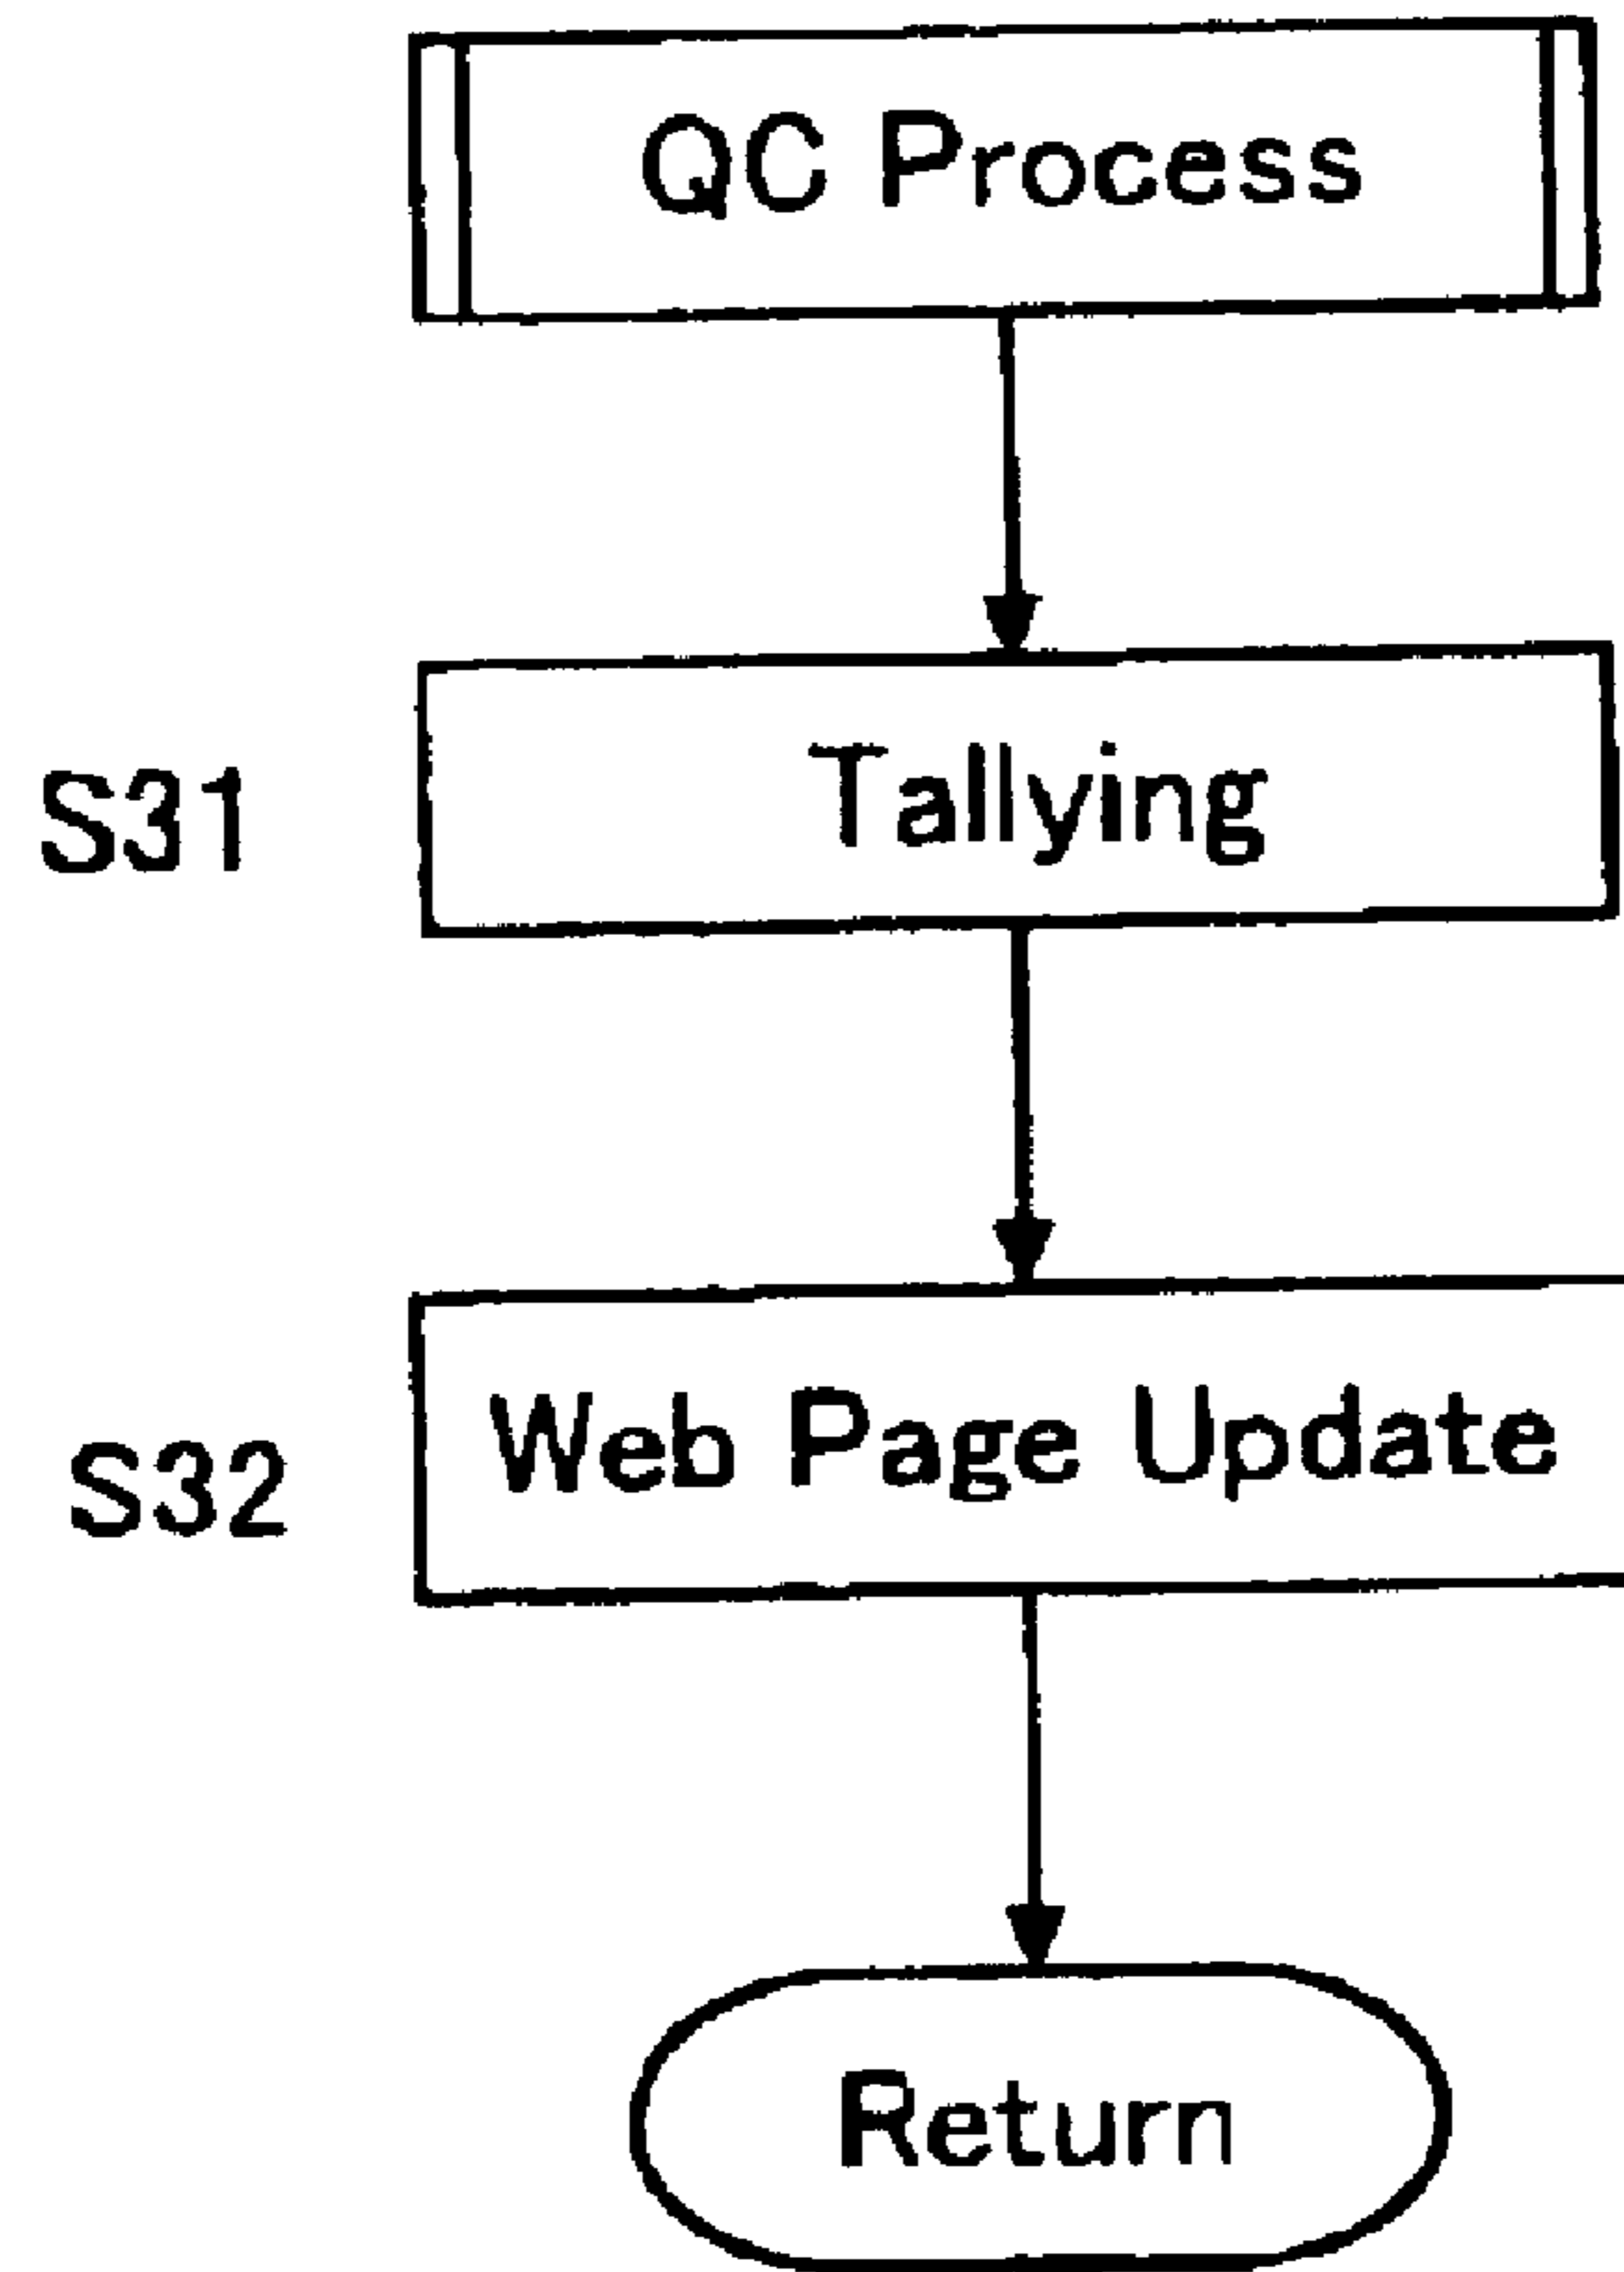 QC Process
S31
Tallying
S32
Web Page Update
Return